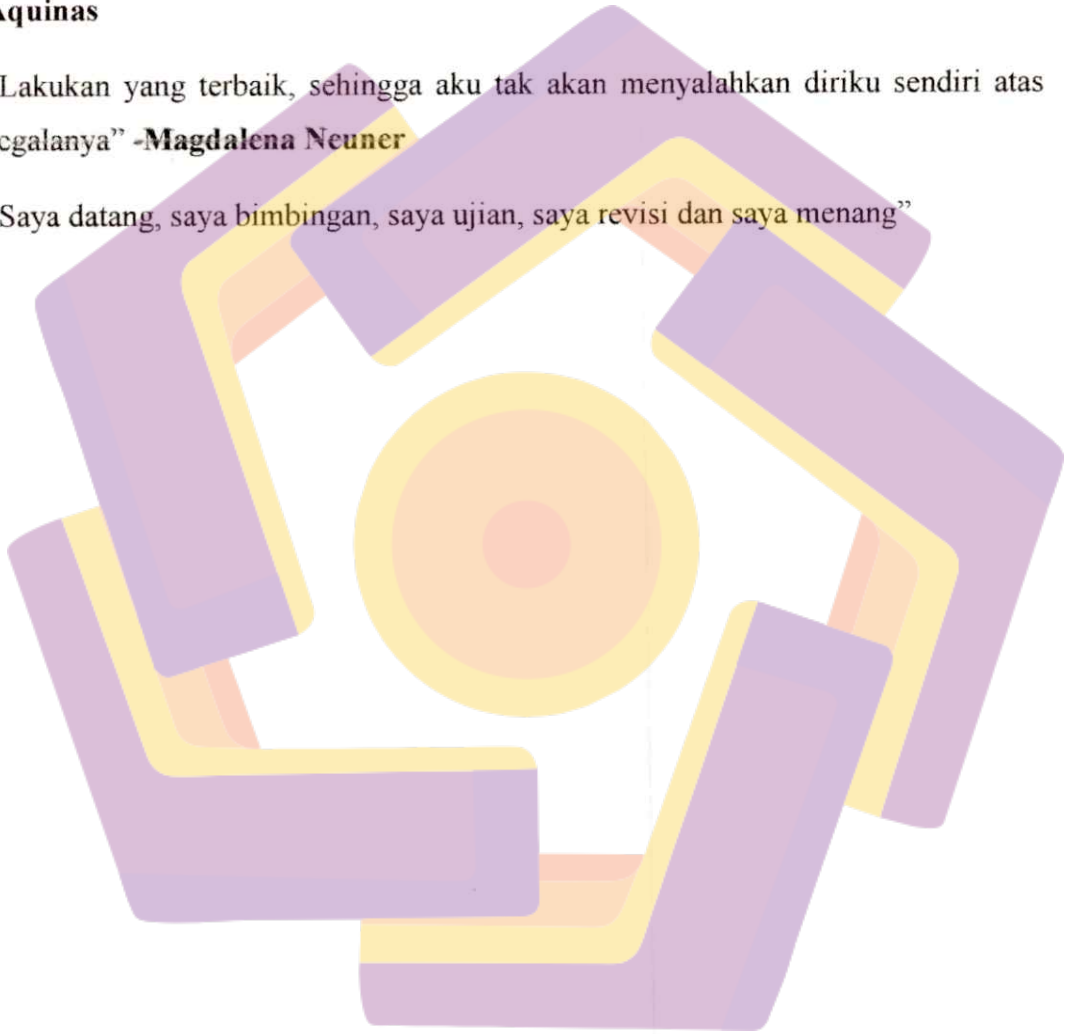 Aquinas
Lakukan yang terbaik, sehingga aku tak akan menyalahkan diriku sendiri atas
egalanya” -Magdalena Neuner
Saya datang, saya bimbingan, saya ujian, saya revisi dan saya menang”